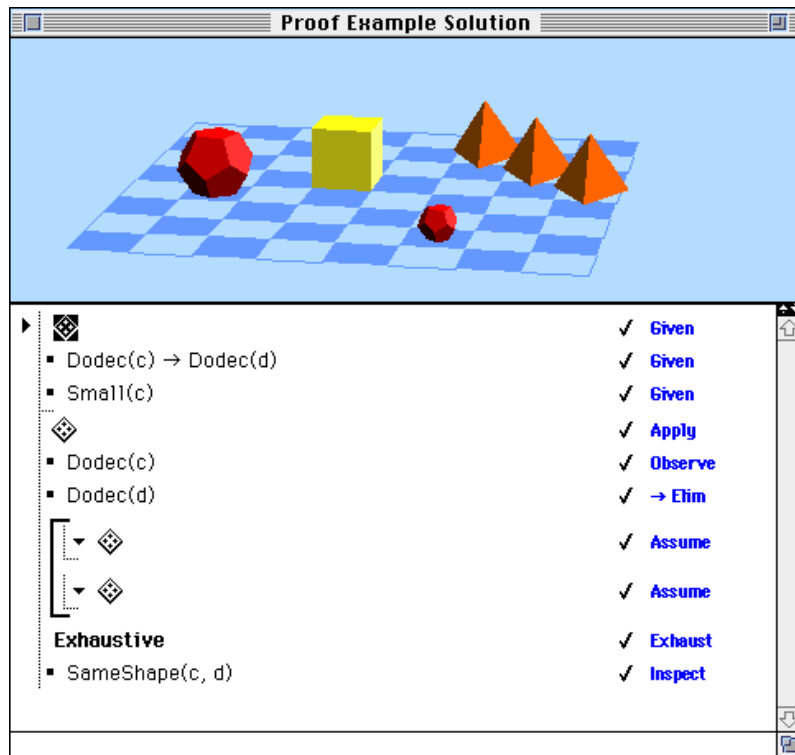 Proof Example Solution
✓ Given
▪ Dodec(c) → Dodec(d) ✓ Given
▪ Small(c) ✓ Given
✓ Apply
▪ Dodec(c) ✓ Observe
▪ Dodec(d) ✓ → Elim
✓ Assume
✓ Assume
Exhaustive ✓ Exhaust
▪ SameShape(c, d) ✓ Inspect